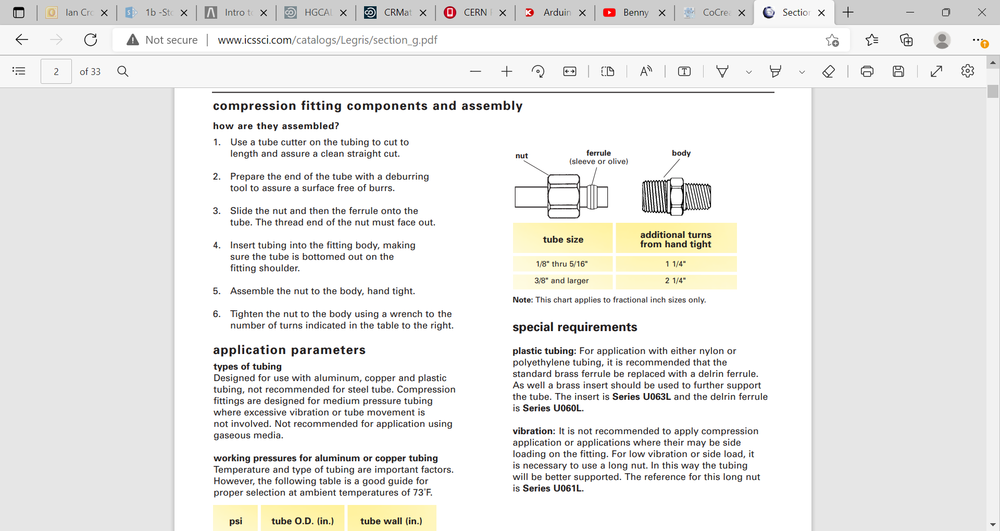 Ian Cr
1b -Sto
Intro to
HGCAL
CRMat
CERN
Arduin
Benny
CoCrea
Section
Not secure
www.icssci.com/catalogs/Legris/section_g.pdf
2 of 33
compression fitting components and assembly
how are they assembled?
1. Use a tube cutter on the tubing to cut to
length and assure a clean straight cut.
2. Prepare the end of the tube with a deburring
tool to assure a surface free of burrs.
3. Slide the nut and then the ferrule onto the
tube. The thread end of the nut must face out.
4. Insert tubing into the fitting body, making
sure the tube is bottomed out on the
fitting shoulder.
5. Assemble the nut to the body, hand tight.
6. Tighten the nut to the body using a wrench to the
number of turns indicated in the table to the right.
application parameters
types of tubing
Designed for use with aluminum, copper and plastic
tubing, not recommended for steel tube. Compression
fittings are designed for medium pressure tubing
where excessive vibration or tube movement is
not involved. Not recommended for application using
gaseous media.
working pressures for aluminum or copper tubing
Temperature and type of tubing are important factors.
However, the following table is a good guide for
proper selection at ambient temperatures of 73°F.
psi tube O.D. (in.) tube wall (in.)
nut
ferrule
(sleeve or olive)
body
tube size
additional turns
from hand tight
1/8" thru 5/16" 1 1/4"
3/8" and larger 2 1/4"
Note: This chart applies to fractional inch sizes only.
special requirements
plastic tubing: For application with either nylon or
polyethylene tubing, it is recommended that the
standard brass ferrule be replaced with a delrin ferrule.
As well a brass insert should be used to further support
the tube. The insert is Series U063L and the delrin ferrule
is Series U060L.
vibration: It is not recommended to apply compression
application or applications where their may be side
loading on the fitting. For low vibration or side load, it
is necessary to use a long nut. In this way the tubing
will be better supported. The reference for this long nut
is Series U061L.